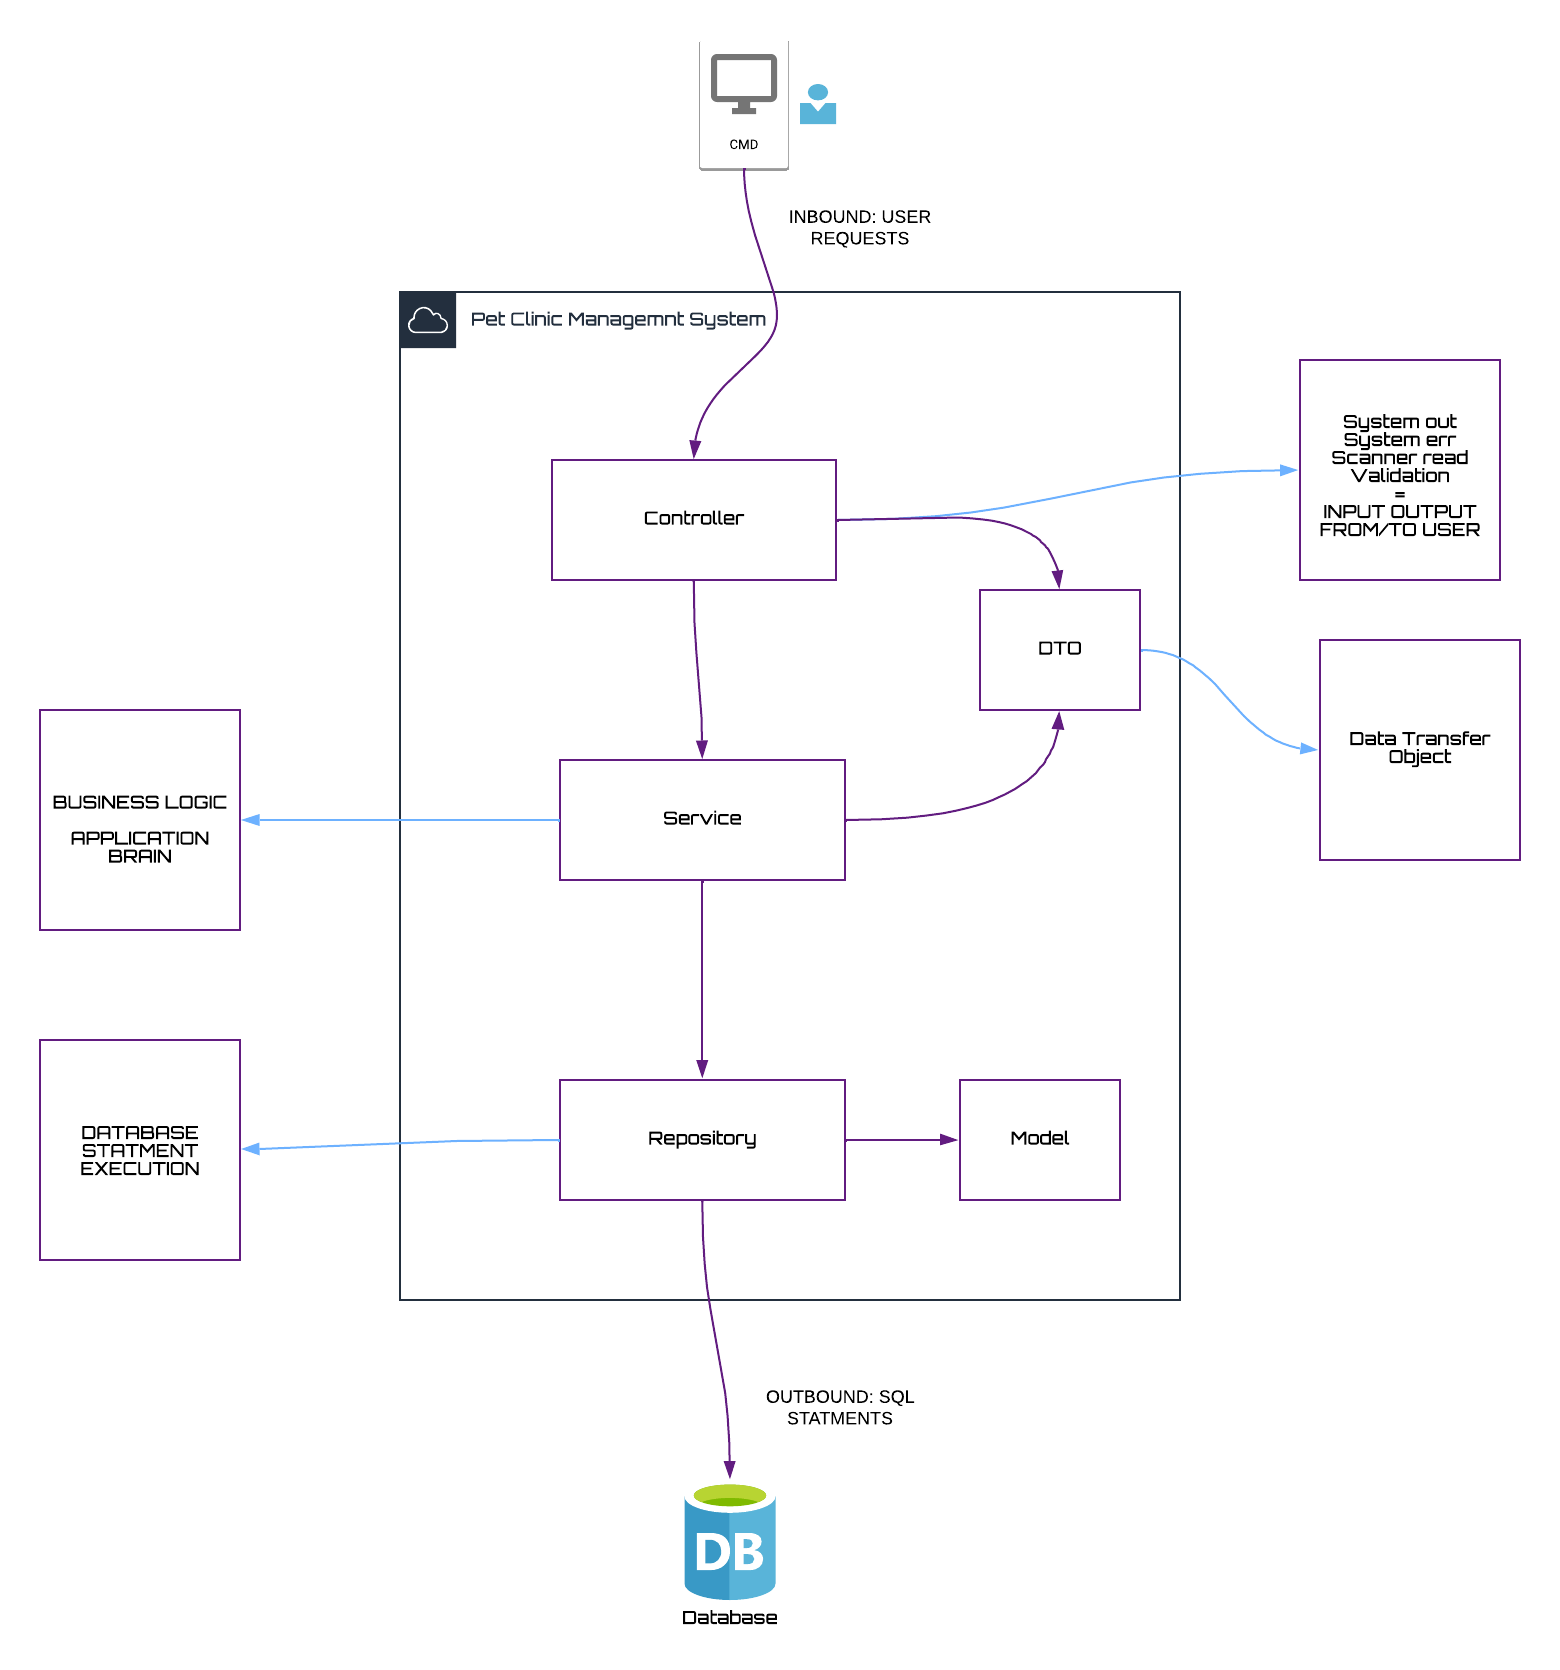 CMD
INBOUND: USER
REQUESTS
Pet Clinic Managemnt System
System out
System err
Scanner read
Validation
=
INPUT OUTPUT
FROM/TO USER
Controller
DTO
Data Transfer
Object
BUSINESS LOGIC
APPLICATION
BRAIN
Service
DATABASE
STATMENT
EXECUTION
Repository
Model
OUTBOUND: SQL
STATMENTS
DB
Database